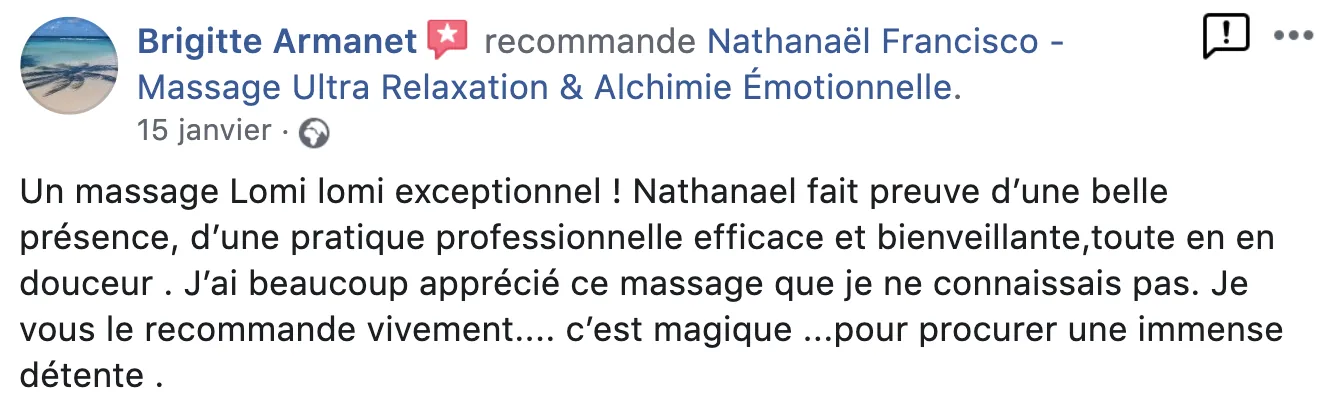 Brigitte Armanet recommande Nathanaël Francisco -
Massage Ultra Relaxation & Alchimie Émotionnelle.
15 janvier ·
Un massage Lomi lomi exceptionnel ! Nathanael fait preuve d’une belle
présence, d’une pratique professionnelle efficace et bienveillante,toute en en
douceur . J’ai beaucoup apprécié ce massage que je ne connaissais pas. Je
vous le recommande vivement.... c’est magique ...pour procurer une immense
détente .